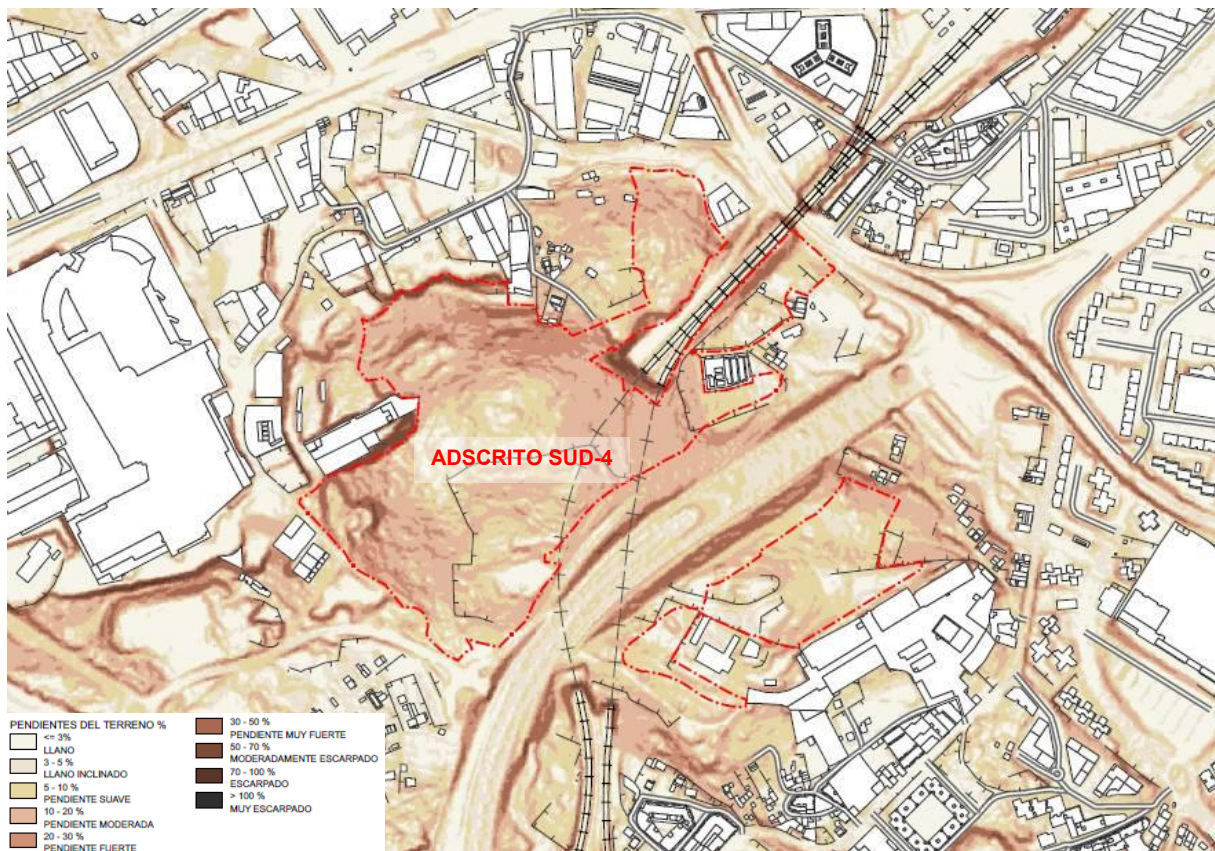 ADSCRITO SUD-4
PENDIENTES DEL TERRENO %
<= 3%
LLANO
3 - 5 %
LLANO INCLINADO
5 - 10 %
PENDIENTE SUAVE
10 - 20 %
PENDIENTE MODERADA
20 - 30 %
PENDIENTE FUERTE
30 - 50 %
PENDIENTE MUY FUERTE
50 - 70 %
MODERADAMENTE ESCARPADO
70 - 100 %
ESCARPADO
> 100 %
MUY ESCARPADO